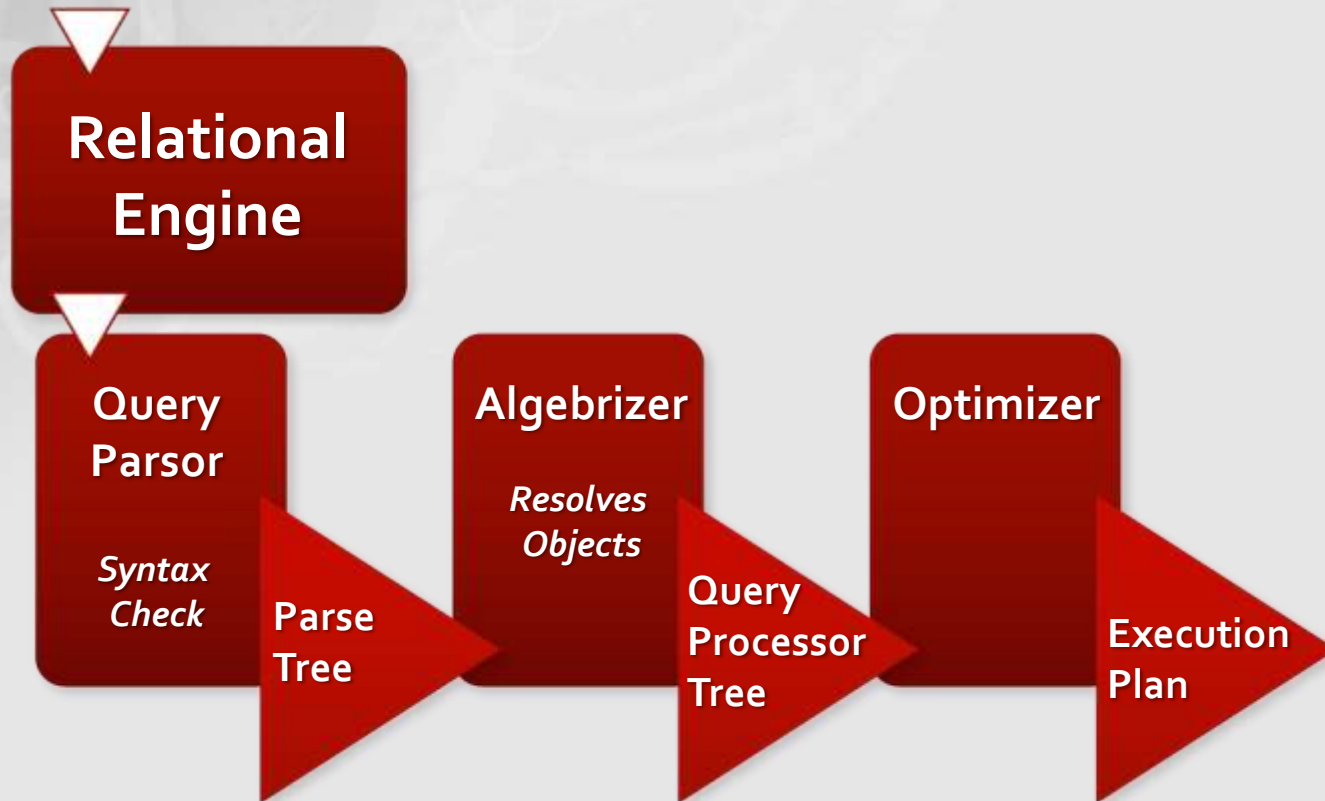 Relational
Engine
Query
Parsor
Syntax
Check
Parse
Tree
Algebrizer
Resolves
Objects
Query
Processor
Tree
Optimizer
Execution
Plan